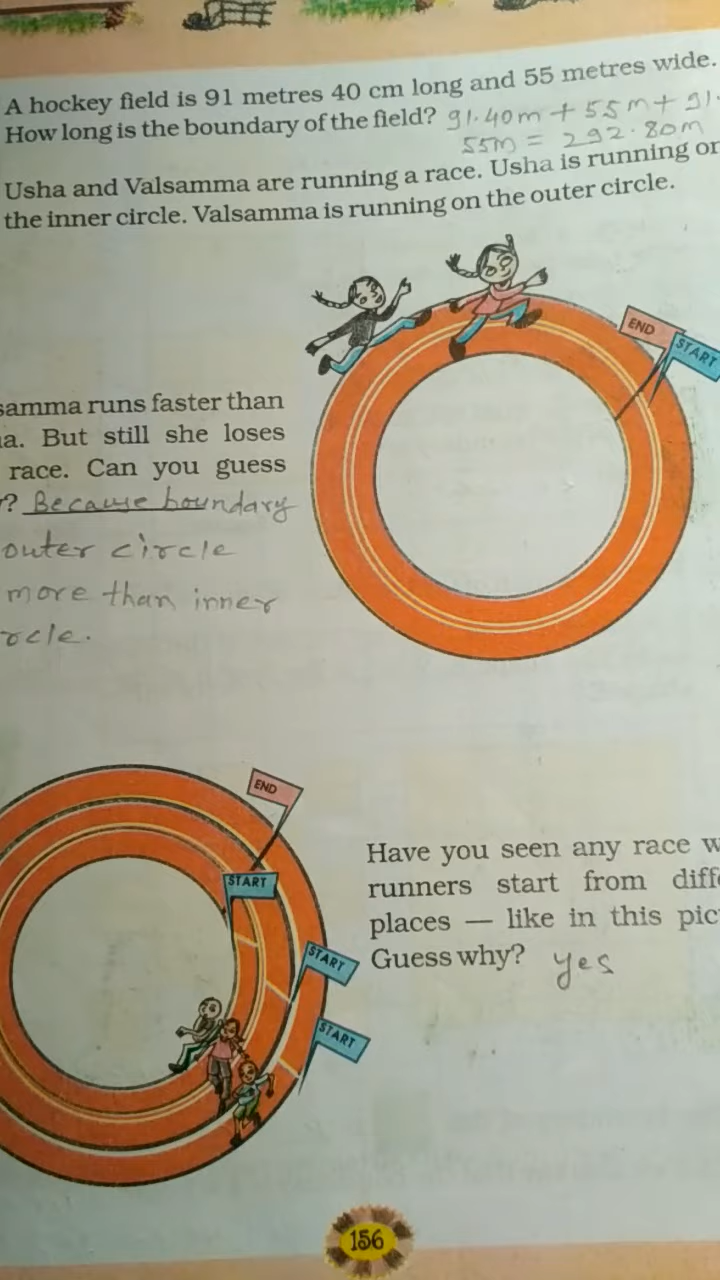 A hockey field is 91 metres 40 cm long and 55 metres wide.
How long is the boundary of the field? 91.40m + 55m + 91.
55m = 292.80m
Usha and Valsamma are running a race. Usha is running on
the inner circle. Valsamma is running on the outer circle.
END
START
samma runs faster than
a. But still she loses
race. Can you guess
? Because boundary
outer circle
more than inner
rcle.
END
START
START
START
Have you seen any race w
runners start from diffe
places — like in this pic
Guess why? yes
156